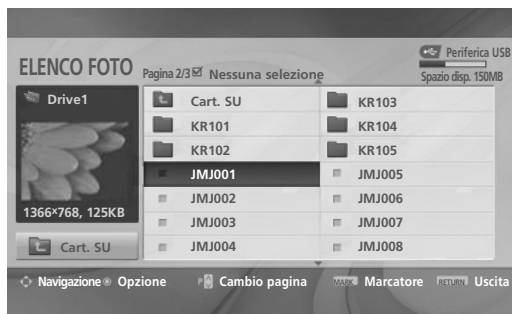 Periferica USB
ELENCO FOTO Pagina 2/3 Nessuna selezione Spazio disp. 150MB
Drive1
Cart. SU KR103
KR101 KR104
KR102 KR105
JMJ001 JMJ005
JMJ002 JMJ006
1366×768, 125KB
JMJ003 JMJ007
Cart. SU
JMJ004 JMJ008
Navigazione Opzione P Cambio pagina MARK Marcatore RETURN Uscita